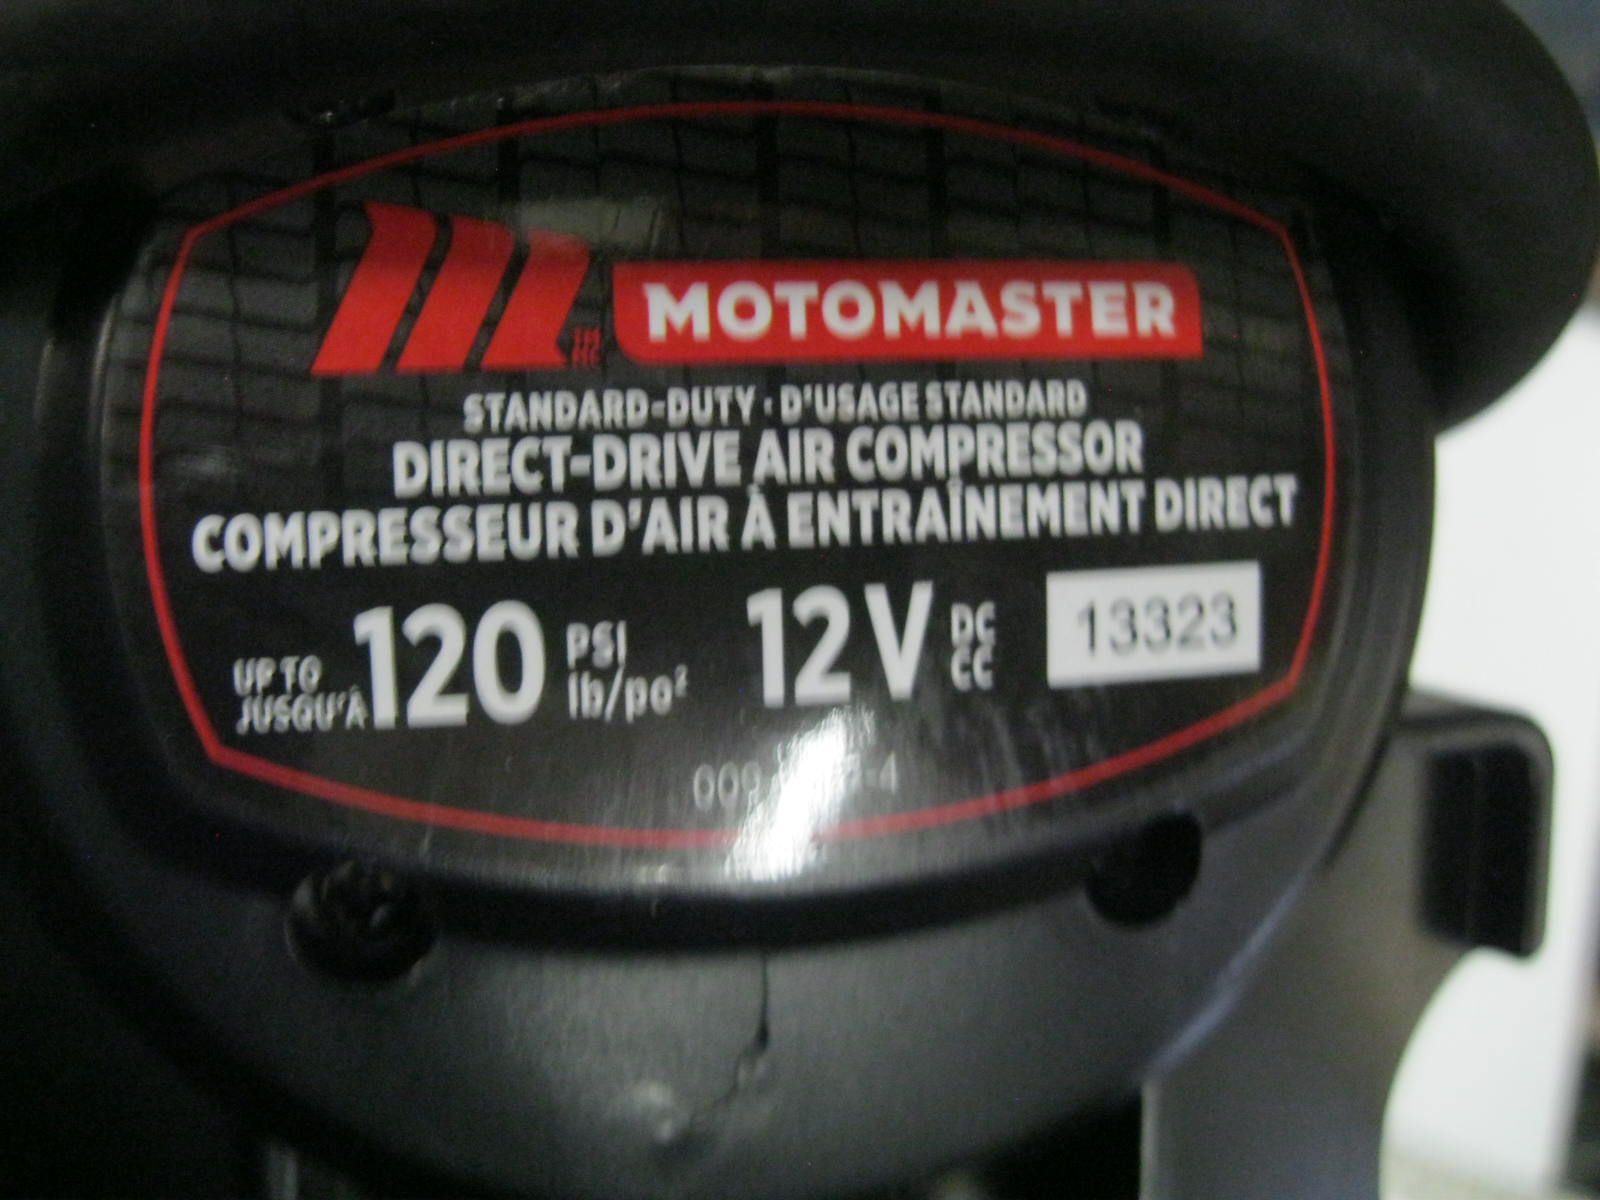 MOTOMASTER
STANDARD-DUTY · D'USAGE STANDARD
DIRECT-DRIVE AIR COMPRESSOR
COMPRESSEUR D'AIR À ENTRAÎNEMENT DIRECT
UP TO JUSQU'À 120 PSI lb/po² 12V DC CC 13323